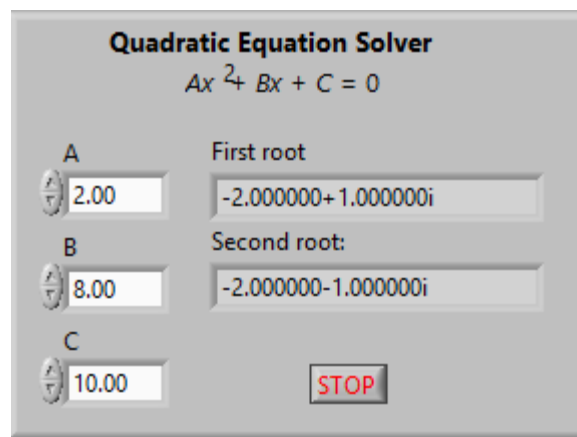 Quadratic Equation Solver
Ax ²+ Bx + C = 0
A
First root
2.00
-2.000000+1.000000i
B
Second root:
8.00
-2.000000-1.000000i
C
10.00
STOP